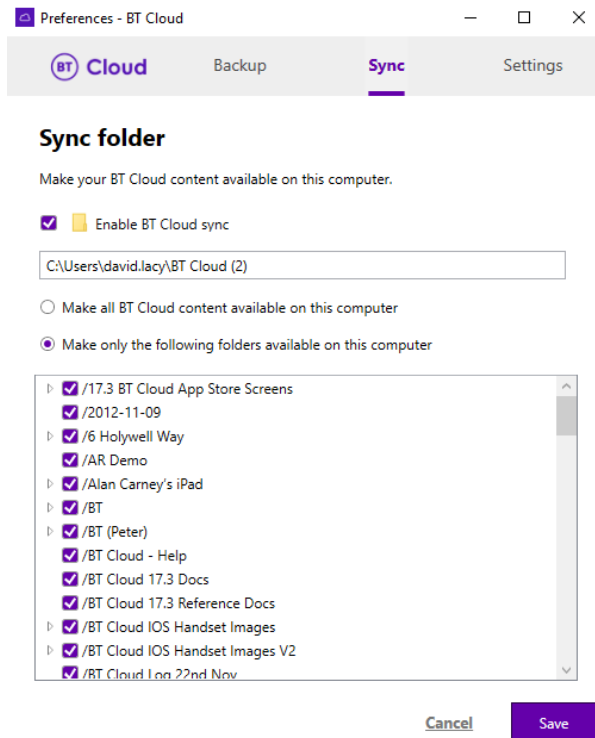 Preferences - BT Cloud
BT Cloud Backup Sync Settings
Sync folder
Make your BT Cloud content available on this computer.
Enable BT Cloud sync
C:\Users\david.lacy\BT Cloud (2)
Make all BT Cloud content available on this computer
Make only the following folders available on this computer
/17.3 BT Cloud App Store Screens
/2012-11-09
/6 Holywell Way
/AR Demo
/Alan Carney's iPad
/BT
/BT (Peter)
/BT Cloud - Help
/BT Cloud 17.3 Docs
/BT Cloud 17.3 Reference Docs
/BT Cloud IOS Handset Images
/BT Cloud IOS Handset Images V2
/BT Cloud Log 22nd Nov
Cancel Save